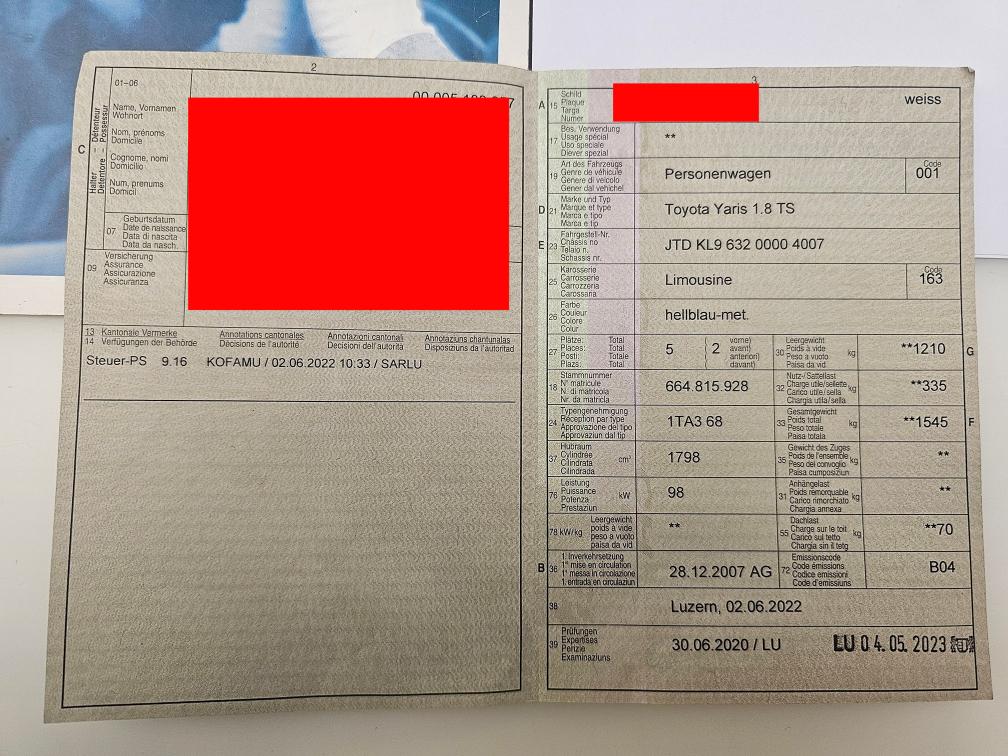 2
01-06
C
Halter Détenteur
Detentore Possessur
Name, Vornamen
Wohnort
Nom, prénoms
Domicile
Cognome, nomi
Domicilio
Num, prenums
Domicil
07
Geburtsdatum
Date de naissance
Data di nascita
Data da nasch.
09
Versicherung
Assurance
Assicurazione
Assicuranza
13 Kantonale Vermerke Annotations cantonales Annotazioni cantonali Annotaziuns chantunalas
14 Verfügungen der Behörde Décisions de l'autorité Decisioni dell'autorità Disposiziuns da l'autoritad
Steuer-PS 9.16 KOFAMU / 02.06.2022 10:33 / SARLU
3
A 15
Schild
Plaque
Targa
Numer
weiss
17
Bes. Verwendung
Usage spécial
Uso speciale
Diever spezial
**
19
Art des Fahrzeugs
Genre de véhicule
Genere di veicolo
Gener dal vehichel
Personenwagen
Code
001
D 21
Marke und Typ
Marque et type
Marca e tipo
Marca e tip
Toyota Yaris 1.8 TS
E 23
Fahrgestell-Nr.
Châssis no
Telaio n.
Schassis nr.
JTD KL9 632 0000 4007
25
Karosserie
Carrosserie
Carrozzeria
Carossaria
Limousine
Code
163
26
Farbe
Couleur
Colore
Colur
hellblau-met.
27
Plätze: Total
Places: Total
Posti: Totale
Plazs: Total
5 ( 2
vorne)
avant)
anteriori)
davant)
30
Leergewicht
Poids à vide
Peso a vuoto
Paisa da vid
kg
**1210
G
18
Stammnummer
N° matricule
N. di matricola
Nr. da matricla
664.815.928
32
Nutz-/Sattellast
Charge utile/sellette
Carico utile/sella
Chargia utila/sella
kg
**335
24
Typengenehmigung
Réception par type
Approvazione del tipo
Approvaziun dal tip
1TA3 68
33
Gesamtgewicht
Poids total
Peso totale
Paisa totala
kg
**1545
F
37
Hubraum
Cylindrée
Cilindrata
Cilindrada
cm³
1798
35
Gewicht des Zuges
Poids de l'ensemble
Peso del convoglio
Paisa cumposiziun
kg
**
76
Leistung
Puissance
Potenza
Prestaziun
kW
98
31
Anhängelast
Poids remorquable
Carico rimorchiato
Chargia annexa
kg
**
78 kW/kg
Leergewicht
poids à vide
peso a vuoto
paisa da vid
**
55
Dachlast
Charge sur le toit
Carico sul tetto
Chargia sin il tetg
kg
**70
B 36
1. Inverkehrsetzung
1re mise en circulation
1a messa in circolazione
1. entrada en circulaziun
28.12.2007 AG
72
Emissionscode
Code émissions
Codice emissioni
Code d'emissiuns
B04
38
Luzern, 02.06.2022
39
Prüfungen
Expertises
Perizie
Examinaziuns
30.06.2020 / LU
LU 0 4. 05. 2023